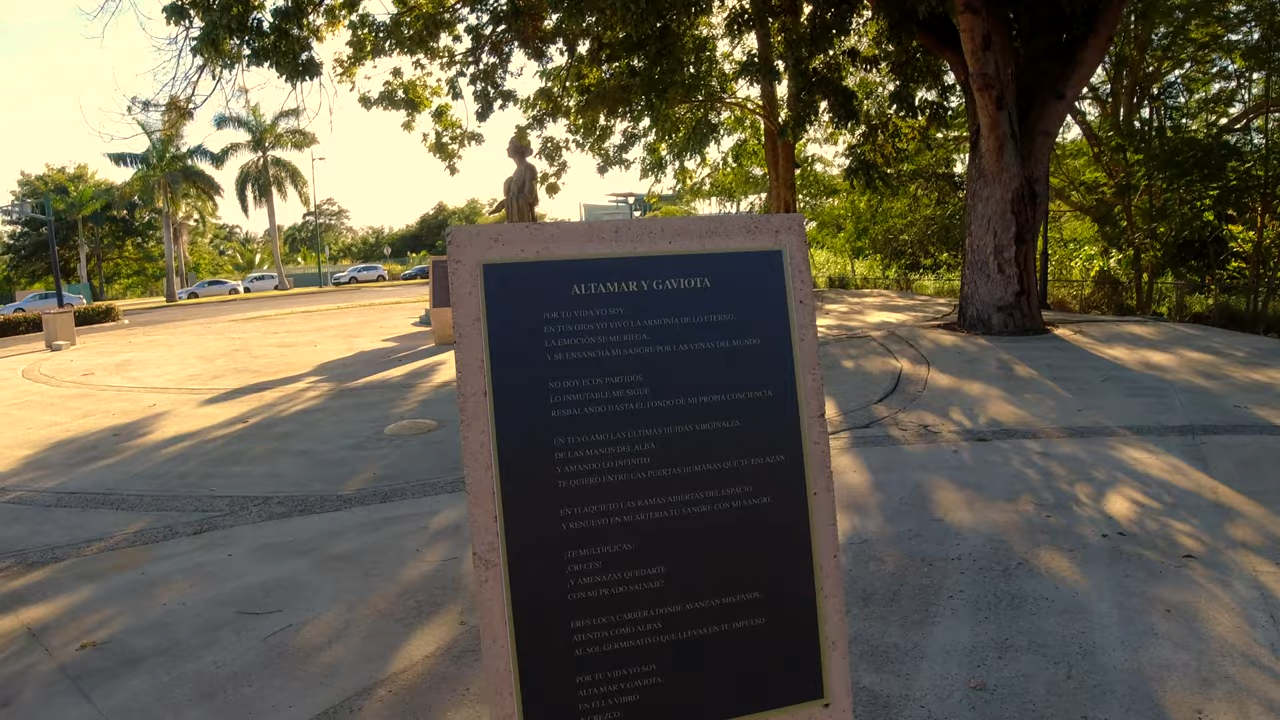 ALTAMAR Y GAVIOTA
POR TU VIDA YO SOY
EN TUS OJOS YO VIVO LA ARMONÍA DE LO ETERNO.
LA EMOCIÓN SE ME RIEGA,
Y SE ENSANCHA MI SANGRE POR LAS VENAS DEL MUNDO
NO DOY ECOS PARTIDOS.
LO INMUTABLE ME SIGUE
RESBALANDO HASTA EL FONDO DE MI PROPIA CONCIENCIA
EN TI YO AMO LAS ÚLTIMAS HUIDAS VIRGINALES
DE LAS MANOS DEL ALBA
Y AMANDO LO INFINITO
TE QUIERO ENTRE LAS PUERTAS HUMANAS QUE TE ENLAZAN
EN TI AQUIETO LAS RAMAS ABIERTAS DEL ESPACIO
Y RENUEVO EN MI ARTERIA TU SANGRE CON MI SANGRE
¡TE MULTIPLICAS!
¡CRECES!
¡Y AMENAZAS QUEDARTE
CON MI PRADO SALVAJE!
ERES LOCA CARRERA DONDE AVANZAN MIS PASOS,
ATENTOS COMO ALBAS
AL SOL GERMINATIVO QUE LLEVAS EN TU IMPULSO
POR TU VIDA YO SOY
ALTA MAR Y GAVIOTA:
EN ELLA VIBRO
Y CREZCO